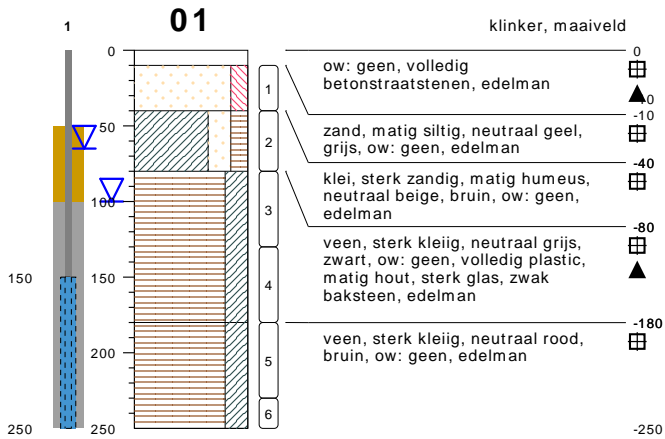 1
01
klinker, maaiveld
0
0
ow: geen, volledig
betonstraatstenen, edelman
1
-10
50
zand, matig siltig, neutraal geel,
grijs, ow: geen, edelman
2
-40
klei, sterk zandig, matig humeus,
neutraal beige, bruin, ow: geen,
edelman
100
3
-80
veen, sterk kleiig, neutraal grijs,
zwart, ow: geen, volledig plastic,
matig hout, sterk glas, zwak
baksteen, edelman
150
150
4
-180
veen, sterk kleiig, neutraal rood,
bruin, ow: geen, edelman
200
5
6
250
250
-250